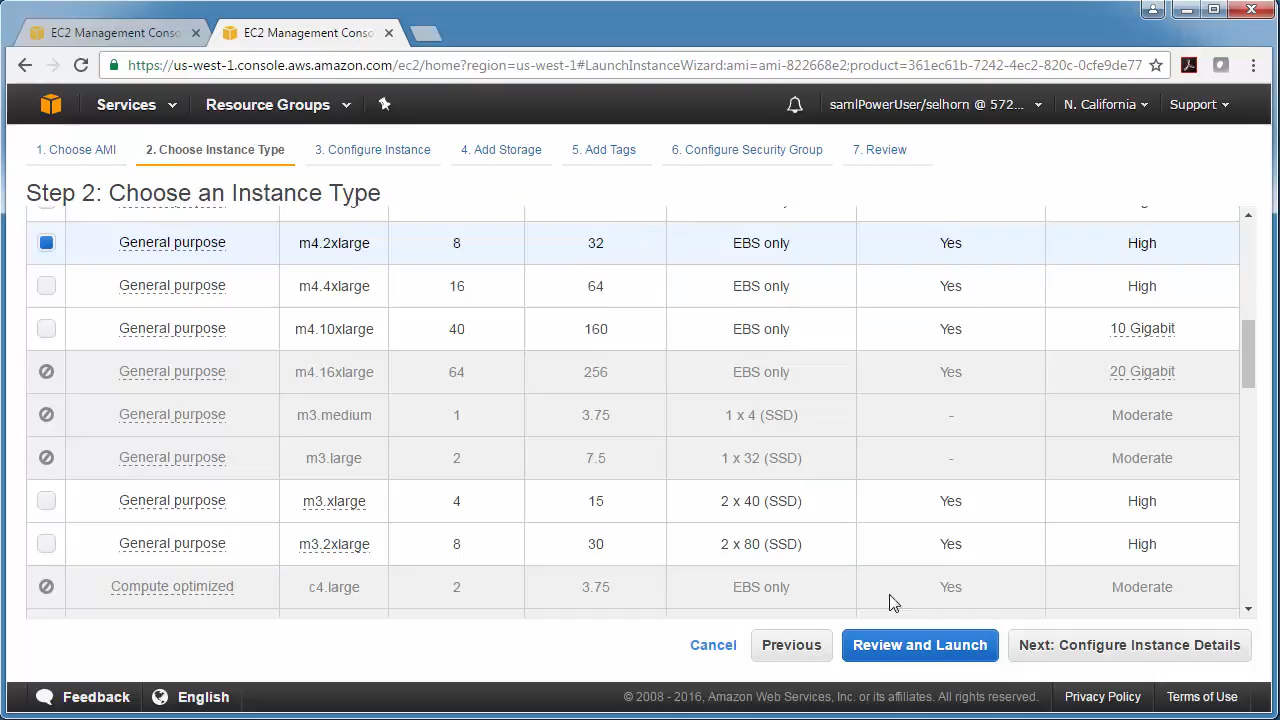 EC2 Management Conso
EC2 Management Conso
https://us-west-1.console.aws.amazon.com/ec2/home?region=us-west-1#LaunchInstanceWizard:ami=ami-822668e2;product=361ec61b-7242-4ec2-820c-0cfe9de77
Services Resource Groups samlPowerUser/selhorn @ 572... N. California Support
1. Choose AMI 2. Choose Instance Type 3. Configure Instance 4. Add Storage 5. Add Tags 6. Configure Security Group 7. Review
Step 2: Choose an Instance Type
General purpose m4.2xlarge 8 32 EBS only Yes High
General purpose m4.4xlarge 16 64 EBS only Yes High
General purpose m4.10xlarge 40 160 EBS only Yes 10 Gigabit
General purpose m4.16xlarge 64 256 EBS only Yes 20 Gigabit
General purpose m3.medium 1 3.75 1 x 4 (SSD) - Moderate
General purpose m3.large 2 7.5 1 x 32 (SSD) - Moderate
General purpose m3.xlarge 4 15 2 x 40 (SSD) Yes High
General purpose m3.2xlarge 8 30 2 x 80 (SSD) Yes High
Compute optimized c4.large 2 3.75 EBS only Yes Moderate
Cancel Previous Review and Launch Next: Configure Instance Details
Feedback English © 2008 - 2016, Amazon Web Services, Inc. or its affiliates. All rights reserved. Privacy Policy Terms of Use